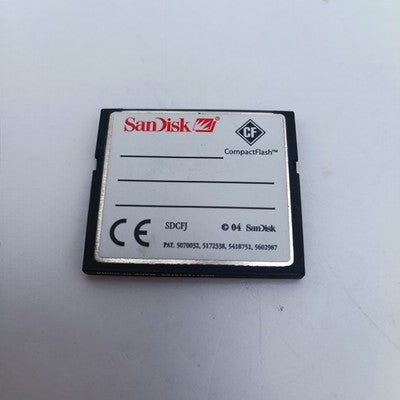 SanDisk
CF
CompactFlash™
CE
SDCFJ
© 04 SanDisk
PAT. 5070032, 5172338, 5418752, 5602987